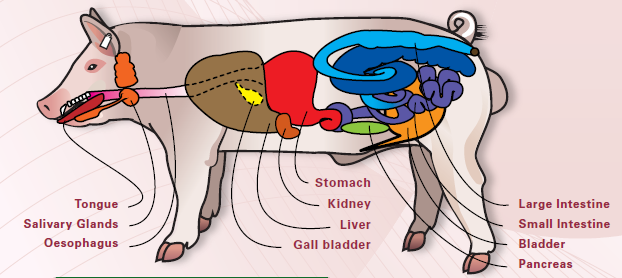 Tongue
Salivary Glands
Oesophagus
Stomach
Kidney
Liver
Gall bladder
Large Intestine
Small Intestine
Bladder
Pancreas